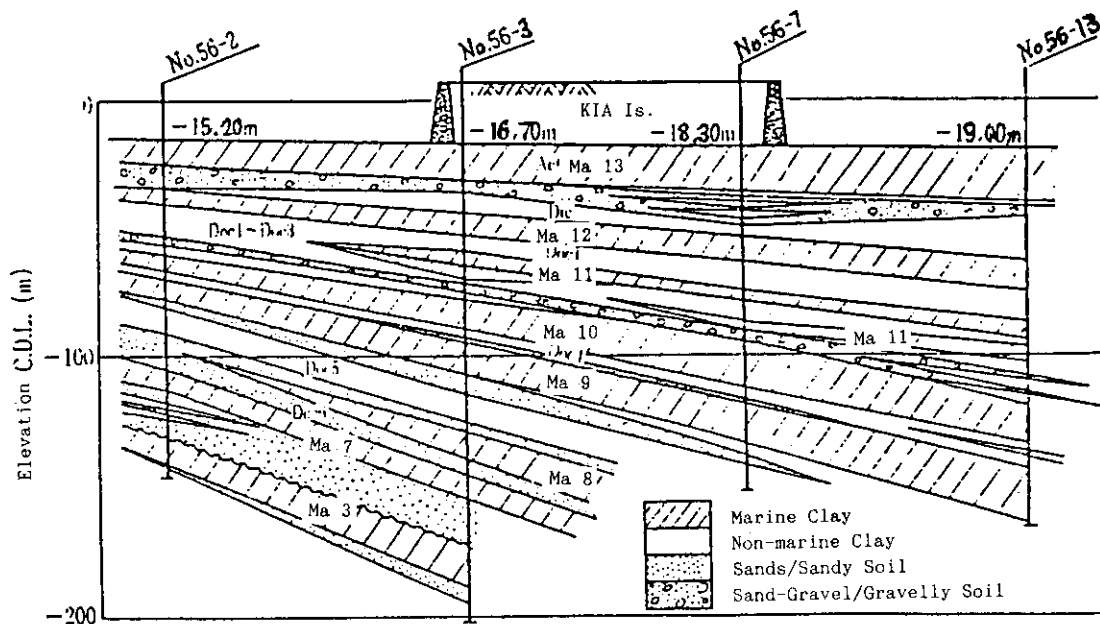 No.56-2
No.56-3
No.56-7
No.56-13
0
KIA Is.
-15.20m
-16.70m
-18.30m
-19.00m
Ma 13
Ma 12
Ma 11
Ma 10
Ma 11
-100
Ma 9
Ma 7
Ma 8
Ma 3
-200
Elevation C.D.L. (m)
Marine Clay
Non-marine Clay
Sands/Sandy Soil
Sand-Gravel/Gravelly Soil